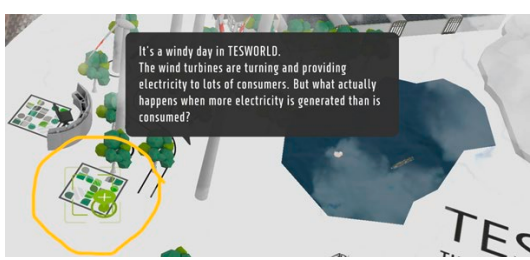 It's a windy day in TESWORLD.
The wind turbines are turning and providing
electricity to lots of consumers. But what actually
happens when more electricity is generated than is
consumed?